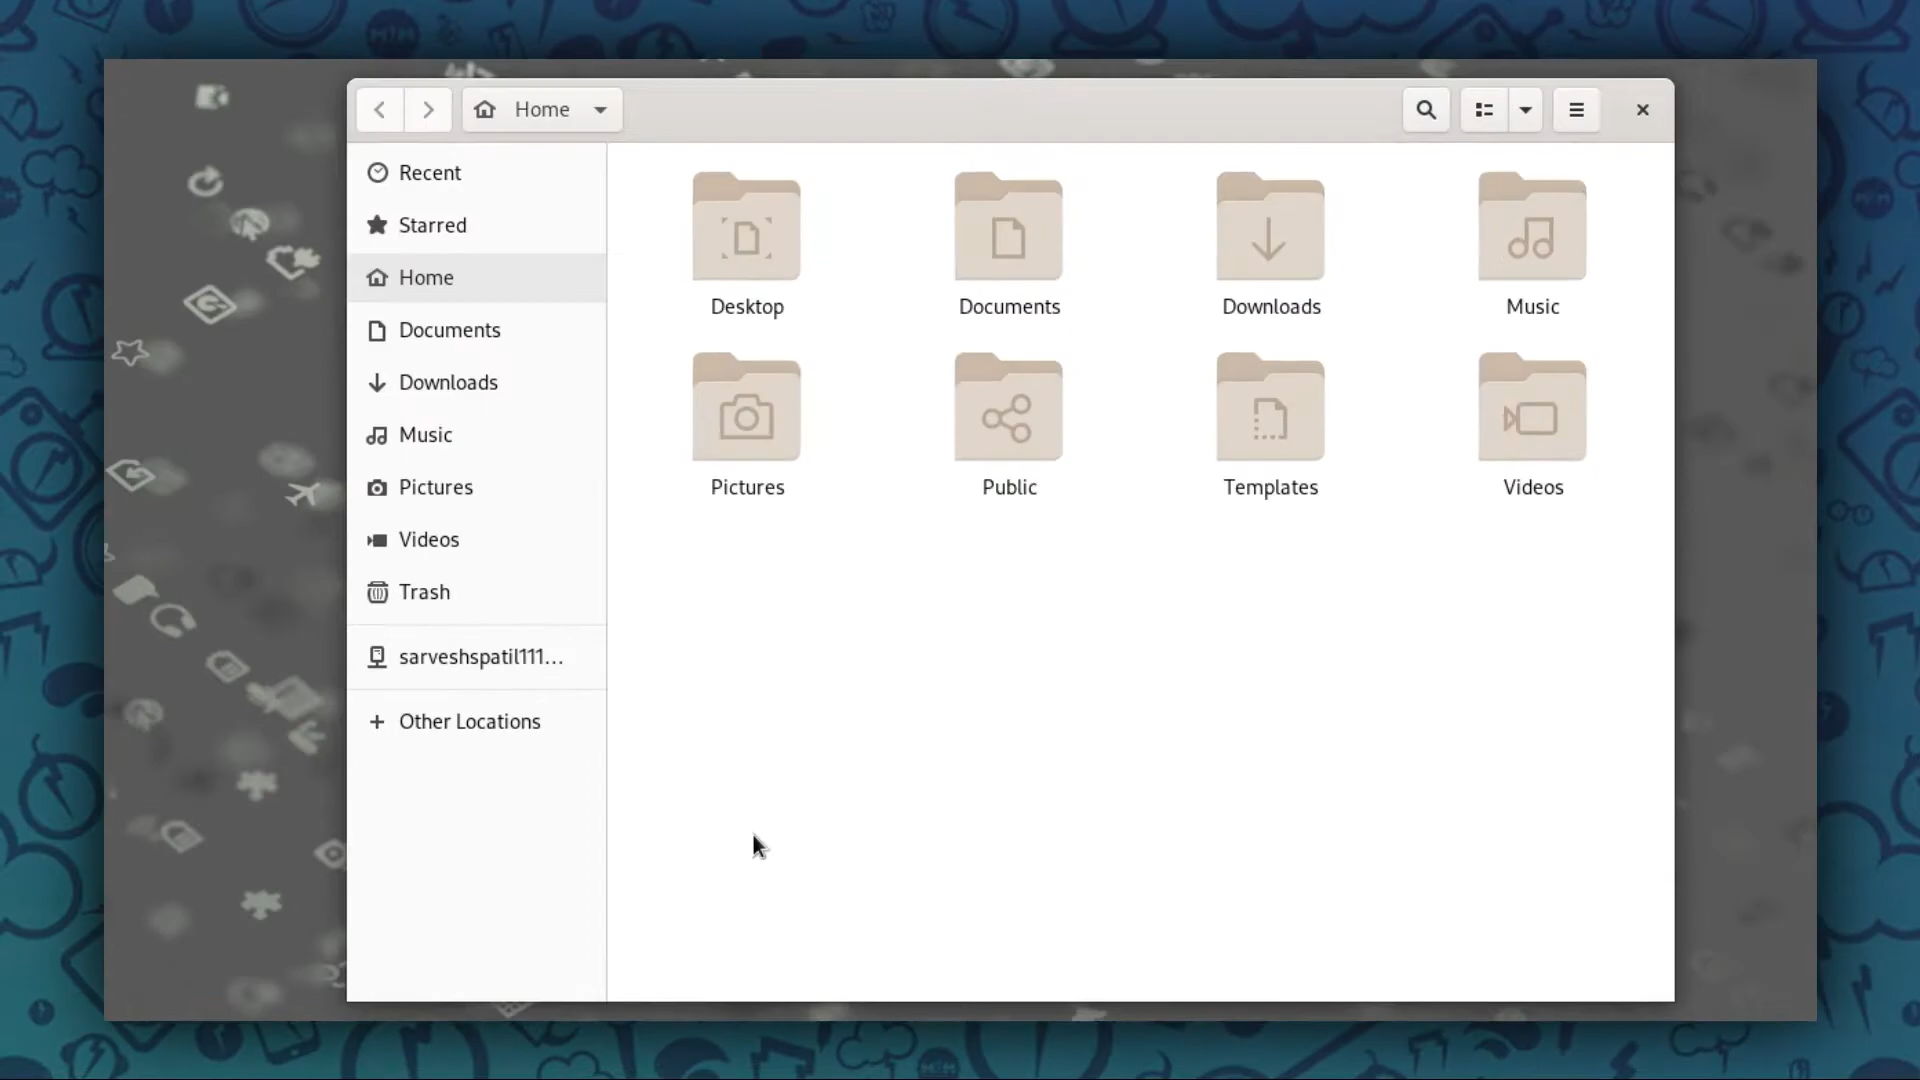 Home
Recent
Starred
Home
Documents
Downloads
Music
Pictures
Videos
Trash
sarveshspatil111...
Other Locations
Desktop
Documents
Downloads
Music
Pictures
Public
Templates
Videos